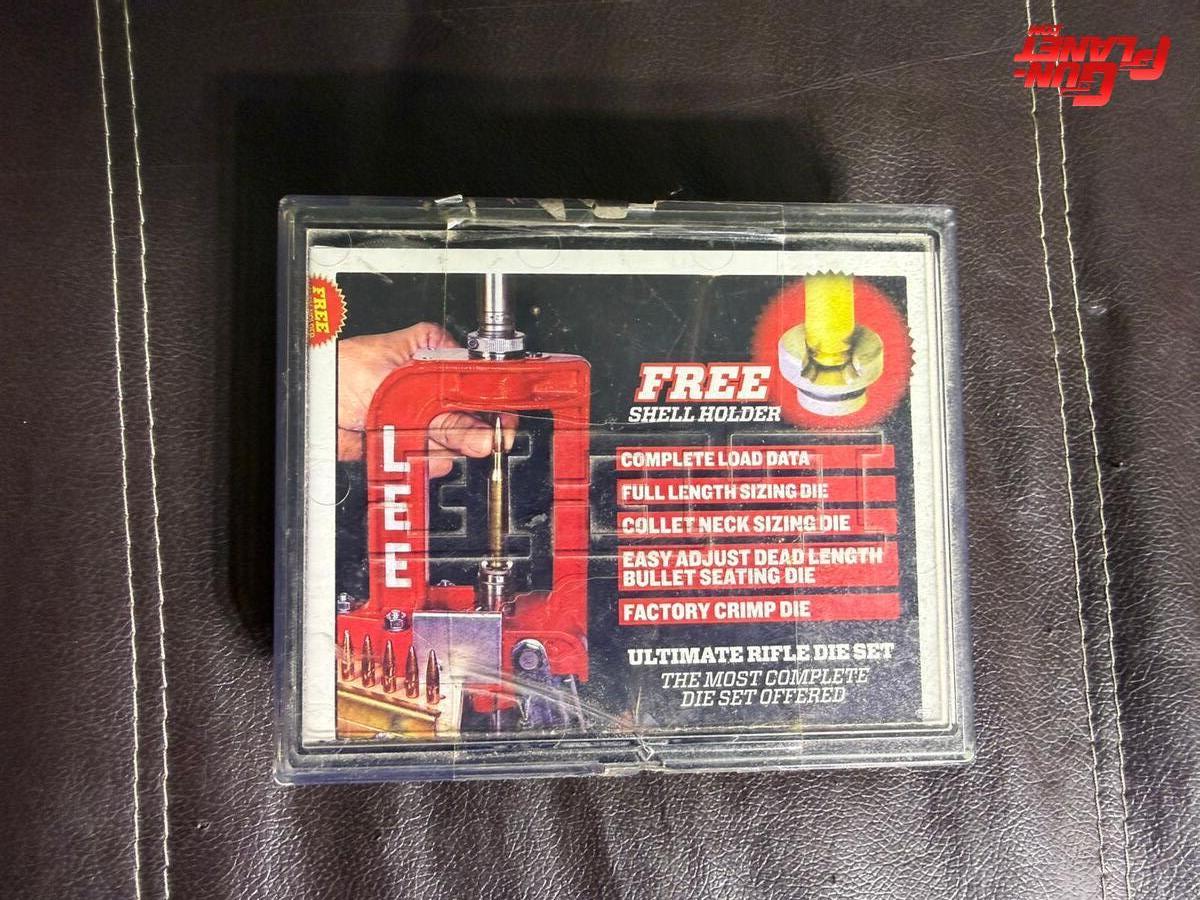 GUN-
PLANET
.COM
FREE
LEE
FREE
SHELL HOLDER
COMPLETE LOAD DATA
FULL LENGTH SIZING DIE
COLLET NECK SIZING DIE
EASY ADJUST DEAD LENGTH
BULLET SEATING DIE
FACTORY CRIMP DIE
ULTIMATE RIFLE DIE SET
THE MOST COMPLETE
DIE SET OFFERED